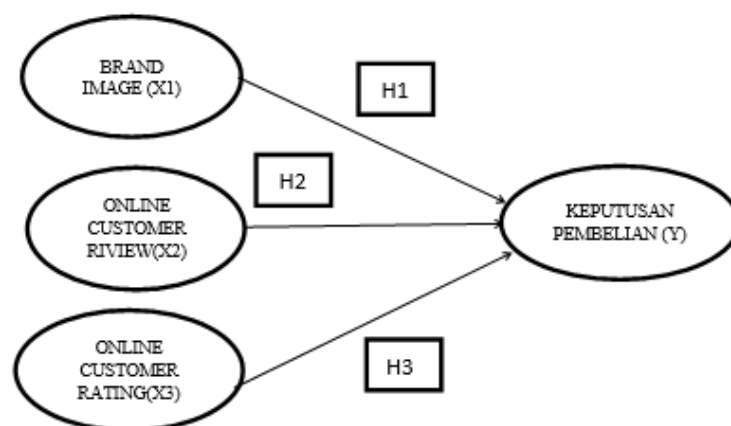 BRAND
IMAGE (X1)
H1
H2
ONLINE
CUSTOMER
RIVIEW(X2)
KEPUTUSAN
PEMBELIAN (Y)
ONLINE
CUSTOMER
RATING(X3)
H3